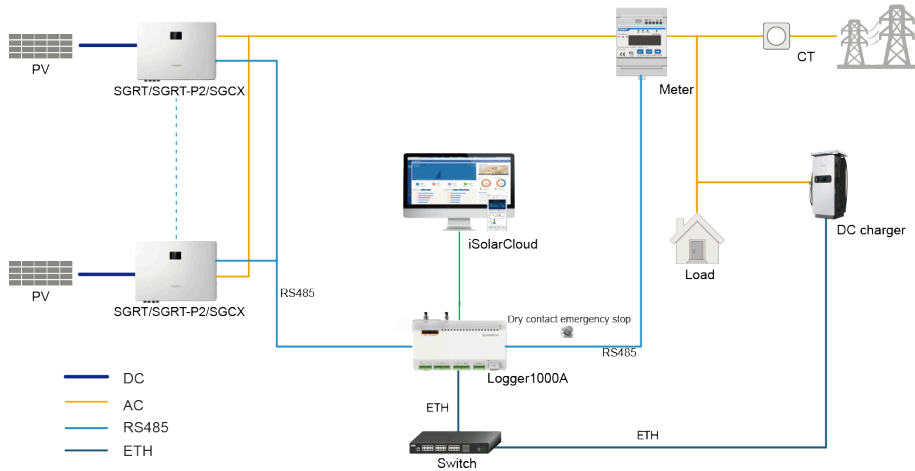 PV
SGRT/SGRT-P2/SGCX
Meter
CT
iSolarCloud
DC charger
Load
PV
SGRT/SGRT-P2/SGCX
RS485
Dry contact emergency stop
RS485
Logger1000A
ETH
ETH
Switch
DC
AC
RS485
ETH